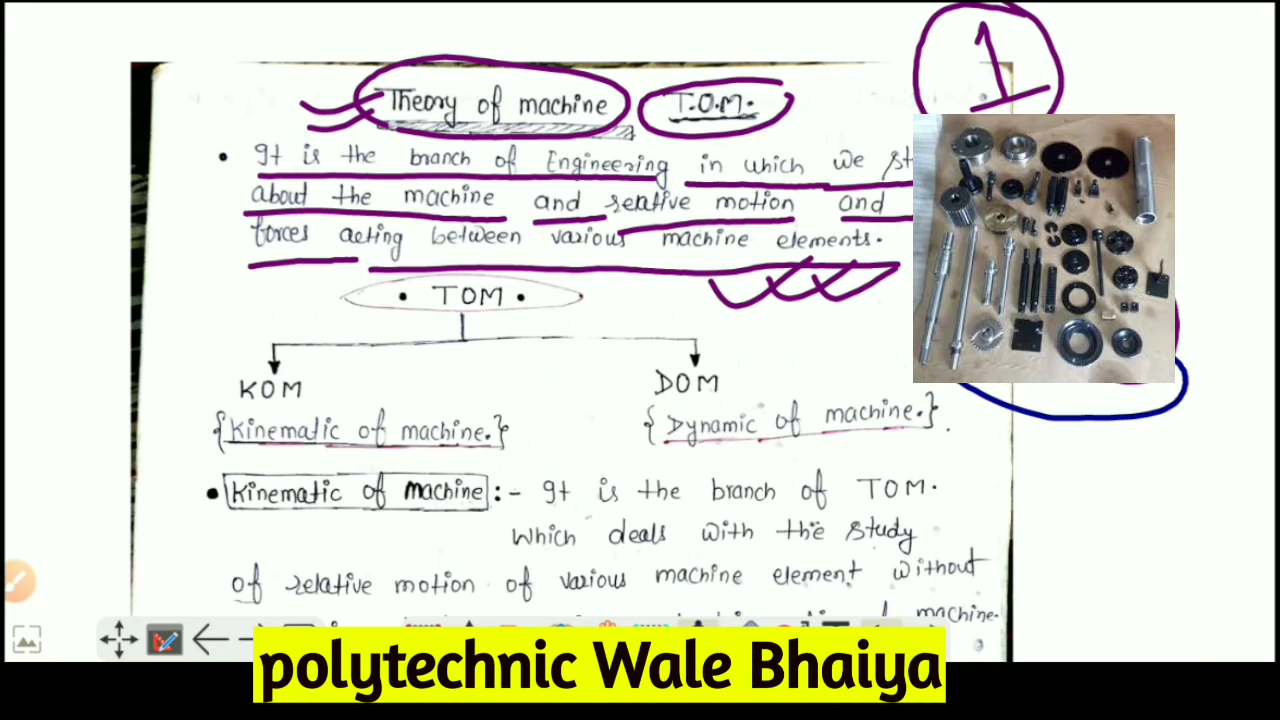 1
Theory of machine T.O.M.
• It is the branch of Engineering in which we
about the machine and relative motion and
forces acting between various machine elements.
• TOM •
KOM DOM
{Kinematic of machine.} {Dynamic of machine.}.
• Kinematic of machine :- It is the branch of TOM.
Which deals with the study
of relative motion of various machine element without
machine.
polytechnic Wale Bhaiya